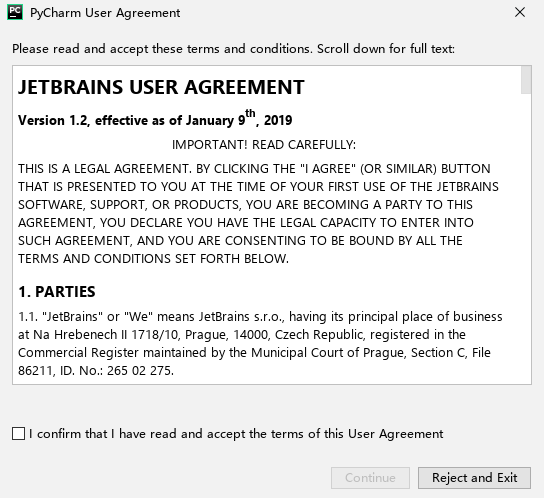 PC PyCharm User Agreement
Please read and accept these terms and conditions. Scroll down for full text:
JETBRAINS USER AGREEMENT
Version 1.2, effective as of January 9th, 2019
IMPORTANT! READ CAREFULLY:
THIS IS A LEGAL AGREEMENT. BY CLICKING THE "I AGREE" (OR SIMILAR) BUTTON
THAT IS PRESENTED TO YOU AT THE TIME OF YOUR FIRST USE OF THE JETBRAINS
SOFTWARE, SUPPORT, OR PRODUCTS, YOU ARE BECOMING A PARTY TO THIS
AGREEMENT, YOU DECLARE YOU HAVE THE LEGAL CAPACITY TO ENTER INTO
SUCH AGREEMENT, AND YOU ARE CONSENTING TO BE BOUND BY ALL THE
TERMS AND CONDITIONS SET FORTH BELOW.
1. PARTIES
1.1. "JetBrains" or "We" means JetBrains s.r.o., having its principal place of business
at Na Hrebenech II 1718/10, Prague, 14000, Czech Republic, registered in the
Commercial Register maintained by the Municipal Court of Prague, Section C, File
86211, ID. No.: 265 02 275.
I confirm that I have read and accept the terms of this User Agreement
Continue
Reject and Exit